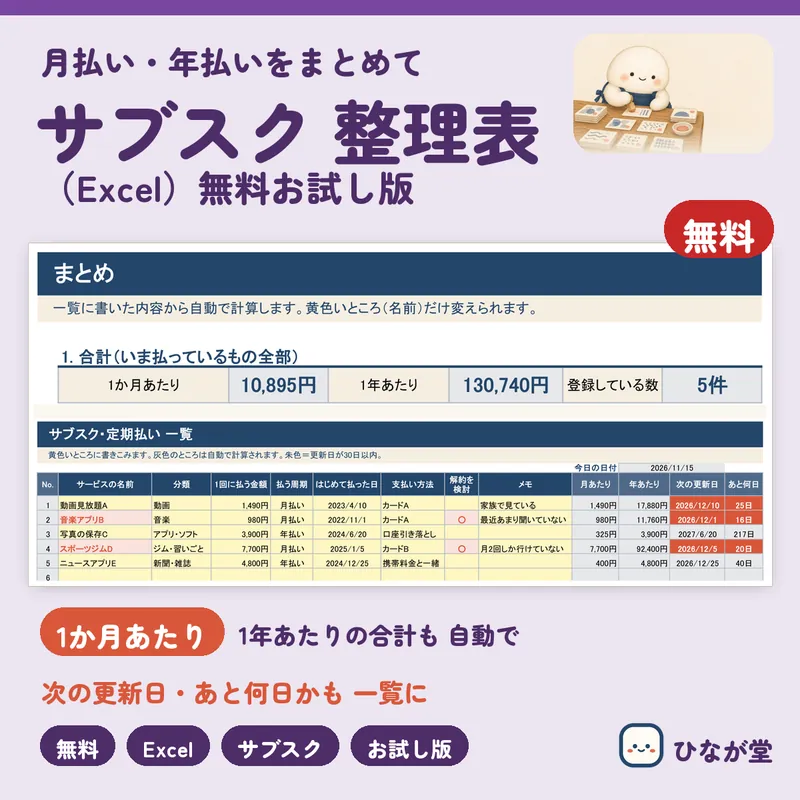 月払い・年払いをまとめて
サブスク 整理表
（Excel）無料お試し版
無料
まとめ
一覧に書いた内容から自動で計算します。黄色いところ（名前）だけ変えられます。
1. 合計（いま払っているもの全部）
1か月あたり 10,895円 1年あたり 130,740円 登録している数 5件
サブスク・定期払い 一覧
黄色いところに書きこみます。灰色のところは自動で計算されます。朱色＝更新日が30日以内。
今日の日付 2026/11/15
No. サービスの名前 分類 1回に払う金額 払う周期 はじめて払った日 支払い方法 解約を検討 メモ 月あたり 年あたり 次の更新日 あと何日
1 動画見放題A 動画 1,490円 月払い 2023/4/10 カードA 家族で見ている 1,490円 17,880円 2026/12/10 25日
2 音楽アプリB 音楽 980円 月払い 2022/11/1 カードA ○ 最近あまり聞いていない 980円 11,760円 2026/12/1 16日
3 写真の保存C アプリ・ソフト 3,900円 年払い 2024/6/20 口座引き落とし 325円 3,900円 2027/6/20 217日
4 スポーツジムD ジム・習いごと 7,700円 月払い 2025/1/5 カードB ○ 月2回しか行けていない 7,700円 92,400円 2026/12/5 20日
5 ニュースアプリE 新聞・雑誌 4,800円 年払い 2024/12/25 携帯料金と一緒 400円 4,800円 2026/12/25 40日
6
1か月あたり 1年あたりの合計も 自動で
次の更新日・あと何日かも 一覧に
無料 Excel サブスク お試し版
ひなが堂